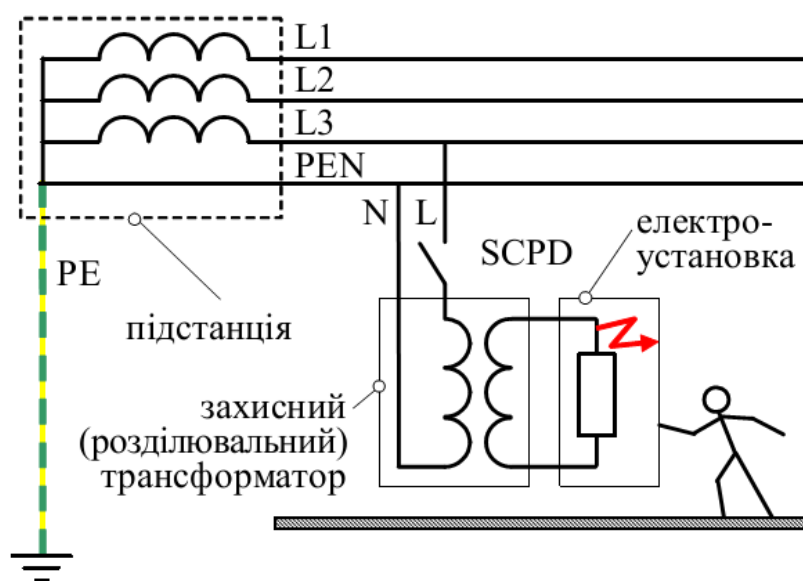 L1
L2
L3
PEN
N L
електро-
установка
SCPD
PE
підстанція
захисний
(розділювальний)
трансформатор